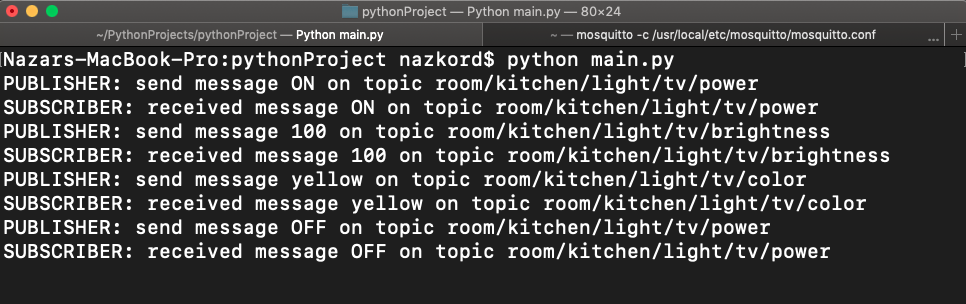 pythonProject — Python main.py — 80×24
~/PythonProjects/pythonProject — Python main.py
~ — mosquitto -c /usr/local/etc/mosquitto/mosquitto.conf ... +
[Nazars-MacBook-Pro:pythonProject nazkord$ python main.py ]
PUBLISHER: send message ON on topic room/kitchen/light/tv/power
SUBSCRIBER: received message ON on topic room/kitchen/light/tv/power
PUBLISHER: send message 100 on topic room/kitchen/light/tv/brightness
SUBSCRIBER: received message 100 on topic room/kitchen/light/tv/brightness
PUBLISHER: send message yellow on topic room/kitchen/light/tv/color
SUBSCRIBER: received message yellow on topic room/kitchen/light/tv/color
PUBLISHER: send message OFF on topic room/kitchen/light/tv/power
SUBSCRIBER: received message OFF on topic room/kitchen/light/tv/power